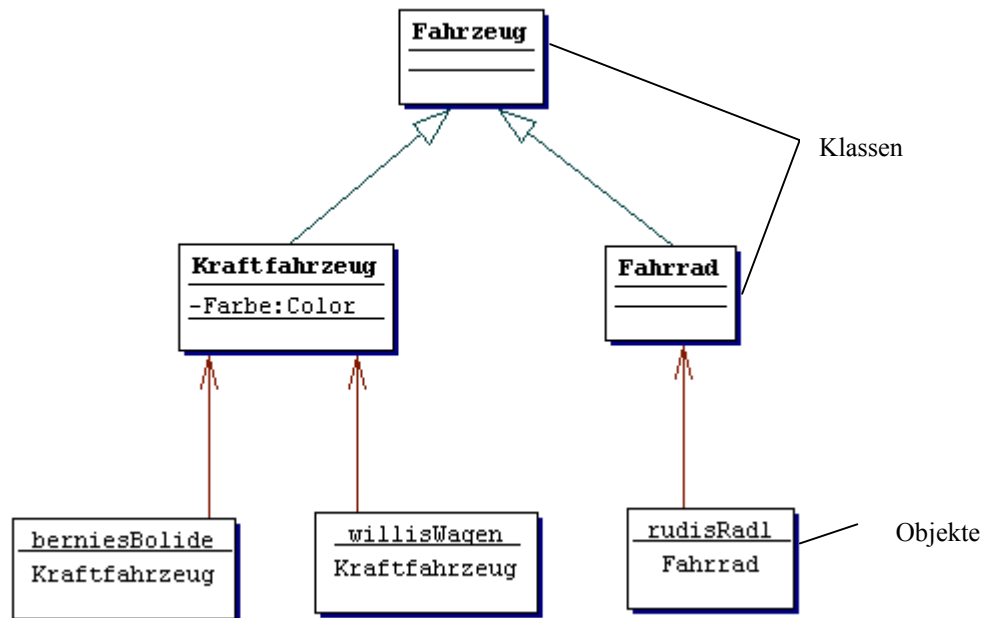 Fahrzeug
Klassen
Kraftfahrzeug
-Farbe:Color
Fahrrad
berniesBolide
Kraftfahrzeug
willisWagen
Kraftfahrzeug
rudisRadl
Fahrrad
Objekte